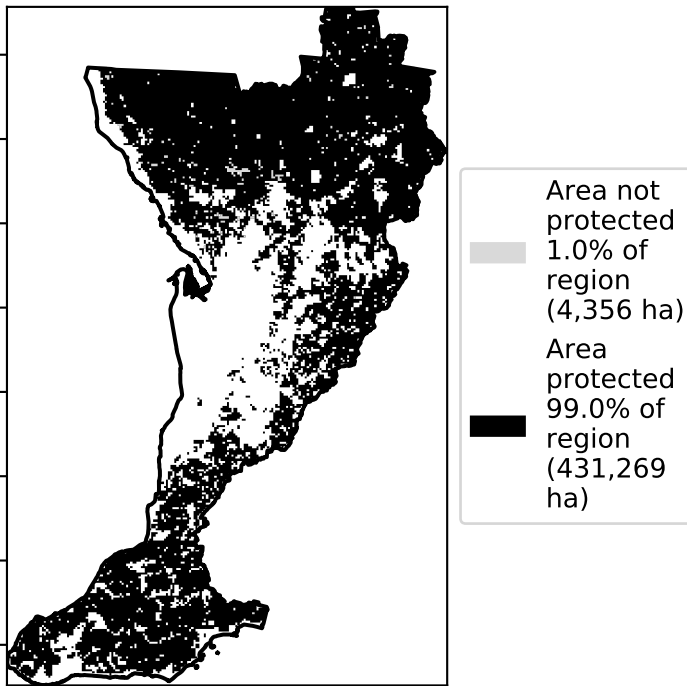 Area not
protected
1.0% of
region
(4,356 ha)
Area
protected
99.0% of
region
(431,269
ha)